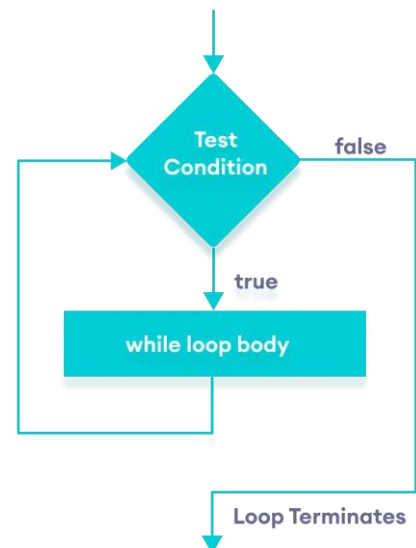 Test
Condition
false
true
while loop body
Loop Terminates